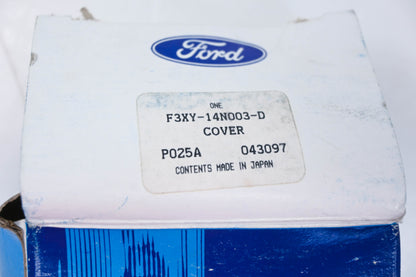 Ford
ONE
F3XY-14N003-D
COVER
P025A 043097
CONTENTS MADE IN JAPAN